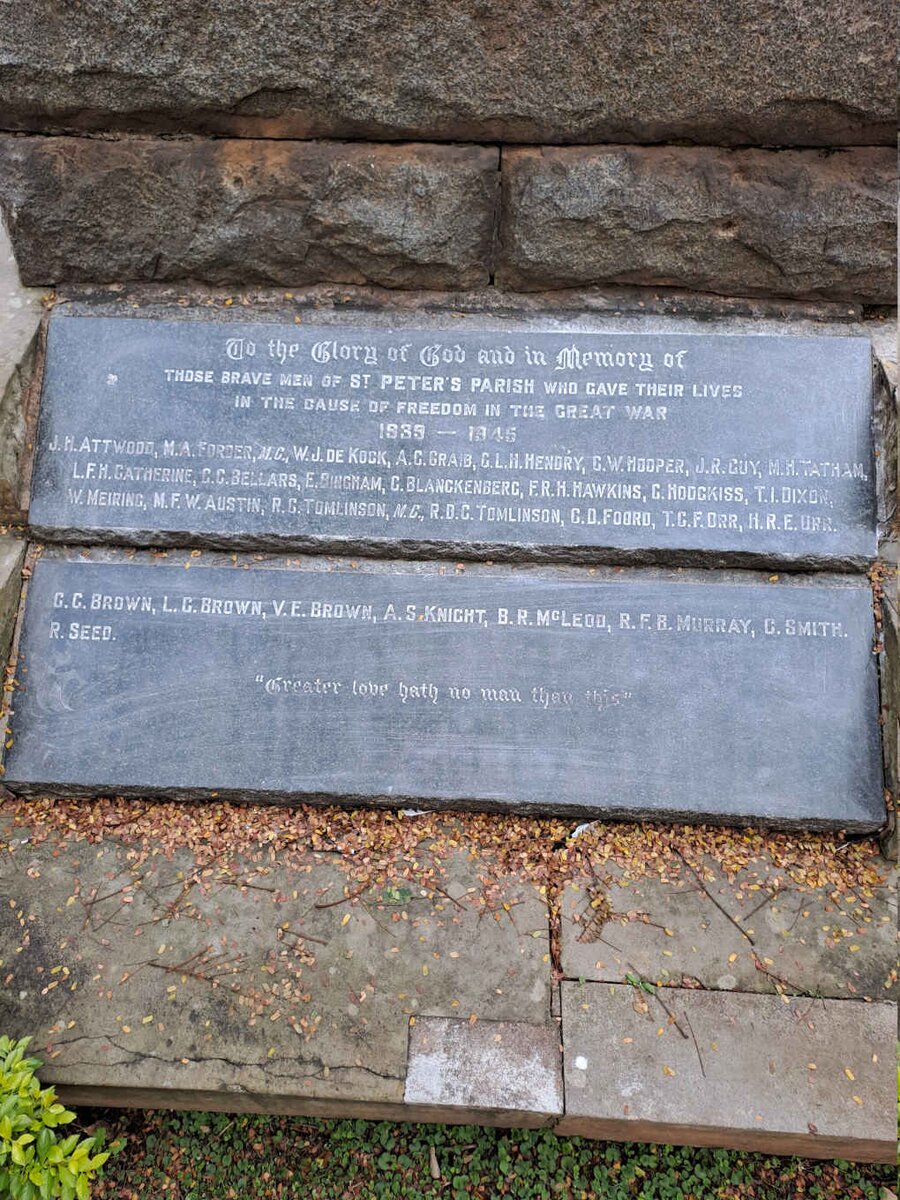 To the Glory of God and in Memory of
THOSE BRAVE MEN OF ST PETER'S PARISH WHO GAVE THEIR LIVES
IN THE CAUSE OF FREEDOM IN THE GREAT WAR
1939 — 1945
J. H. ATTWOOD, M. A. FORDER, M.C., W. J. DE KOCK, A. C. CRAIB, C. L. H. HENDRY, C. W. HOOPER, J. R. GUY, M. H. TATHAM,
L. F. H. CATHERINE, C. C. BELLARS, E. BINGHAM, C. BLANCKENBERG, F. R. H. HAWKINS, G. HODGKISS, T. I. DIXON,
W. MEIRING, M. F. W. AUSTIN, R. C. TOMLINSON, M.C., R. D. C. TOMLINSON, C. D. FOORD, T. C. F. ORR, H. R. E. ORR.
C. C. BROWN, L. G. BROWN, V. E. BROWN, A. S. KNIGHT, B. R. McLEOD, R. F. B. MURRAY, C. SMITH.
R. SEED.
"Greater love hath no man than this"